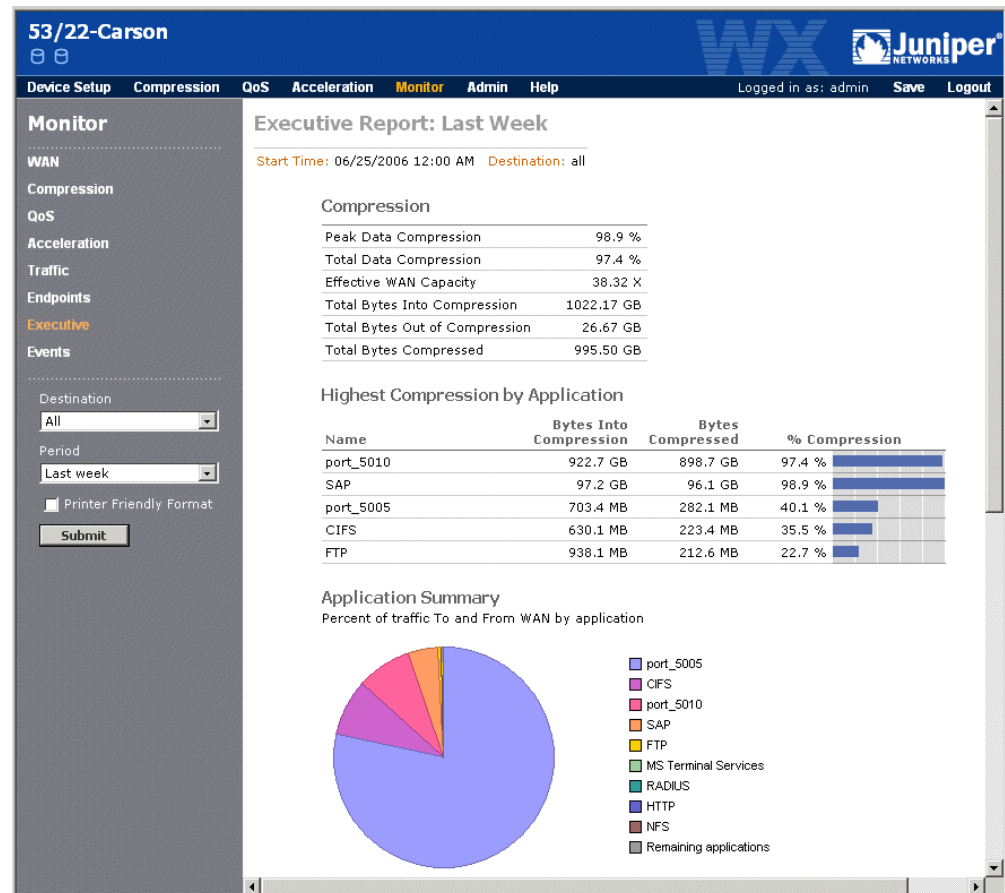 53/22-Carson
WX
Juniper®
NETWORKS
Device Setup Compression QoS Acceleration Monitor Admin Help Logged in as: admin Save Logout
Monitor
WAN
Compression
QoS
Acceleration
Traffic
Endpoints
Executive
Events
Destination
All
Period
Last week
Printer Friendly Format
Submit
Executive Report: Last Week
Start Time: 06/25/2006 12:00 AM Destination: all
Compression
Peak Data Compression 98.9 %
Total Data Compression 97.4 %
Effective WAN Capacity 38.32 X
Total Bytes Into Compression 1022.17 GB
Total Bytes Out of Compression 26.67 GB
Total Bytes Compressed 995.50 GB
Highest Compression by Application
Name Bytes Into Compression Bytes Compressed % Compression
port_5010 922.7 GB 898.7 GB 97.4 %
SAP 97.2 GB 96.1 GB 98.9 %
port_5005 703.4 MB 282.1 MB 40.1 %
CIFS 630.1 MB 223.4 MB 35.5 %
FTP 938.1 MB 212.6 MB 22.7 %
Application Summary
Percent of traffic To and From WAN by application
port_5005
CIFS
port_5010
SAP
FTP
MS Terminal Services
RADIUS
HTTP
NFS
Remaining applications